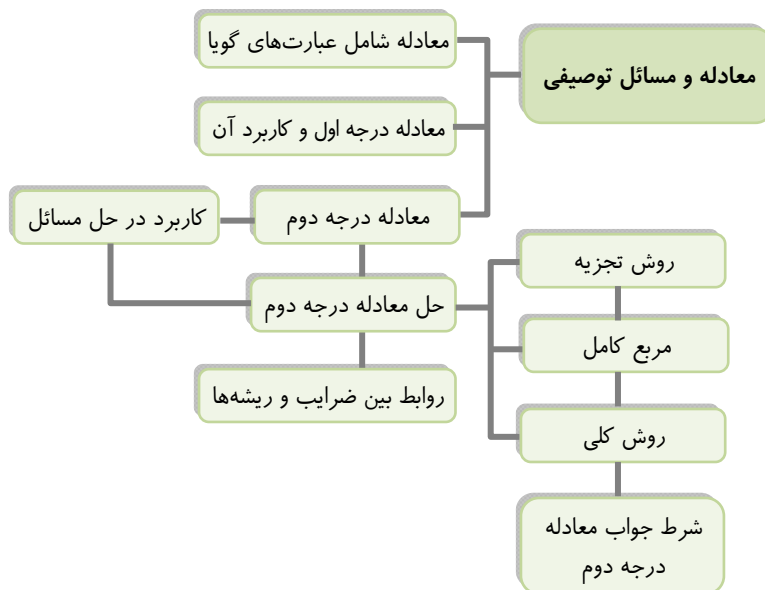 معادله و مسائل توصیفی
معادله شامل عبارت‌های گویا
معادله درجه اول و کاربرد آن
معادله درجه دوم
کاربرد در حل مسائل
حل معادله درجه دوم
روابط بین ضرایب و ریشه‌ها
روش تجزیه
مربع کامل
روش کلی
شرط جواب معادله
درجه دوم